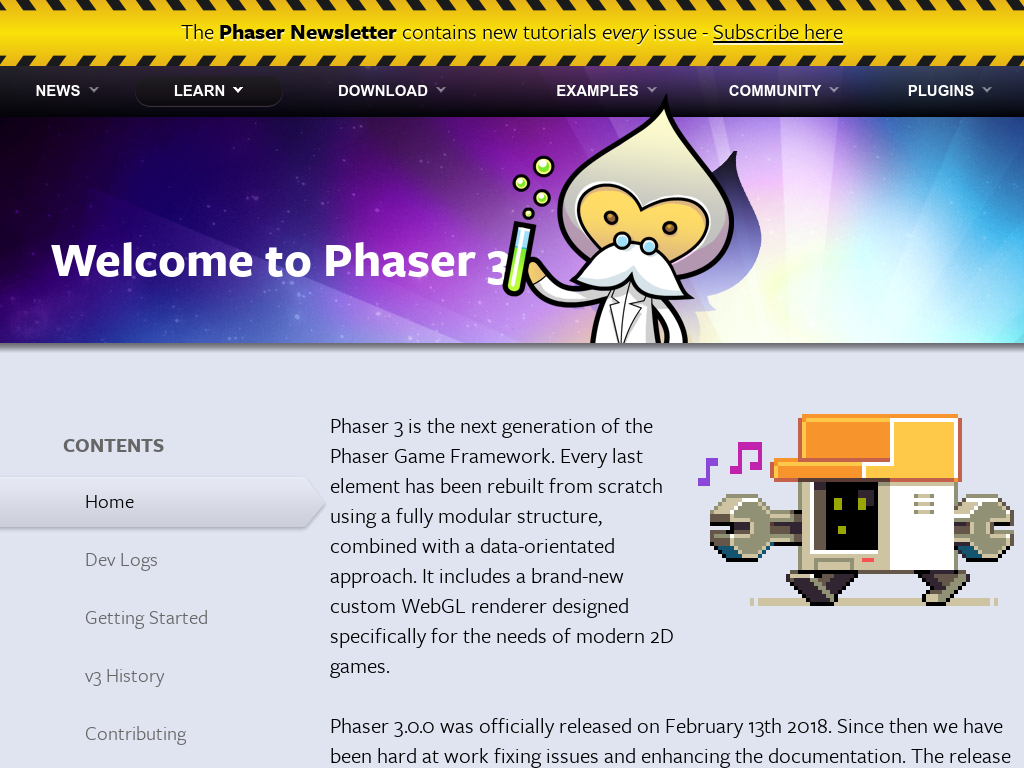 The Phaser Newsletter contains new tutorials every issue - Subscribe here
NEWS LEARN DOWNLOAD EXAMPLES COMMUNITY PLUGINS
Welcome to Phaser 3
CONTENTS
Home
Dev Logs
Getting Started
v3 History
Contributing
Phaser 3 is the next generation of the
Phaser Game Framework. Every last
element has been rebuilt from scratch
using a fully modular structure,
combined with a data-orientated
approach. It includes a brand-new
custom WebGL renderer designed
specifically for the needs of modern 2D
games.
Phaser 3.0.0 was officially released on February 13th 2018. Since then we have
been hard at work fixing issues and enhancing the documentation. The release